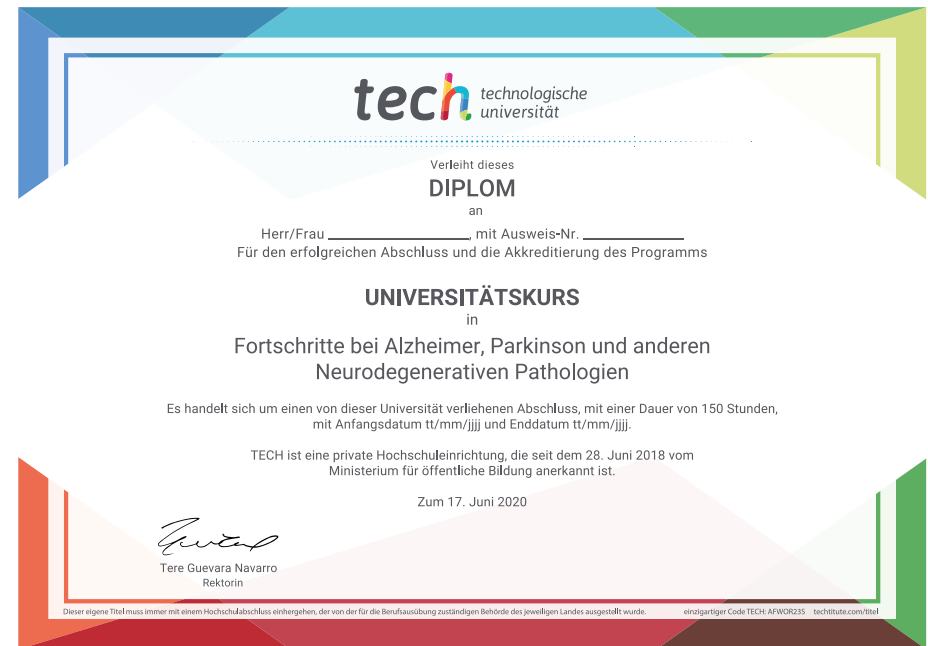 tech technologische
universität
Verleiht dieses
DIPLOM
an
Herr/Frau ____________________, mit Ausweis-Nr. ______________
Für den erfolgreichen Abschluss und die Akkreditierung des Programms
UNIVERSITÄTSKURS
in
Fortschritte bei Alzheimer, Parkinson und anderen
Neurodegenerativen Pathologien
Es handelt sich um einen von dieser Universität verliehenen Abschluss, mit einer Dauer von 150 Stunden,
mit Anfangsdatum tt/mm/jjjj und Enddatum tt/mm/jjjj.
TECH ist eine private Hochschuleinrichtung, die seit dem 28. Juni 2018 vom
Ministerium für öffentliche Bildung anerkannt ist.
Zum 17. Juni 2020
Tere Guevara Navarro
Rektorin
Dieser eigene Titel muss immer mit einem Hochschulabschluss einhergehen, der von der für die Berufsausübung zuständigen Behörde des jeweiligen Landes ausgestellt wurde. einzigartiger Code TECH: AFWOR23S techtitute.com/titel